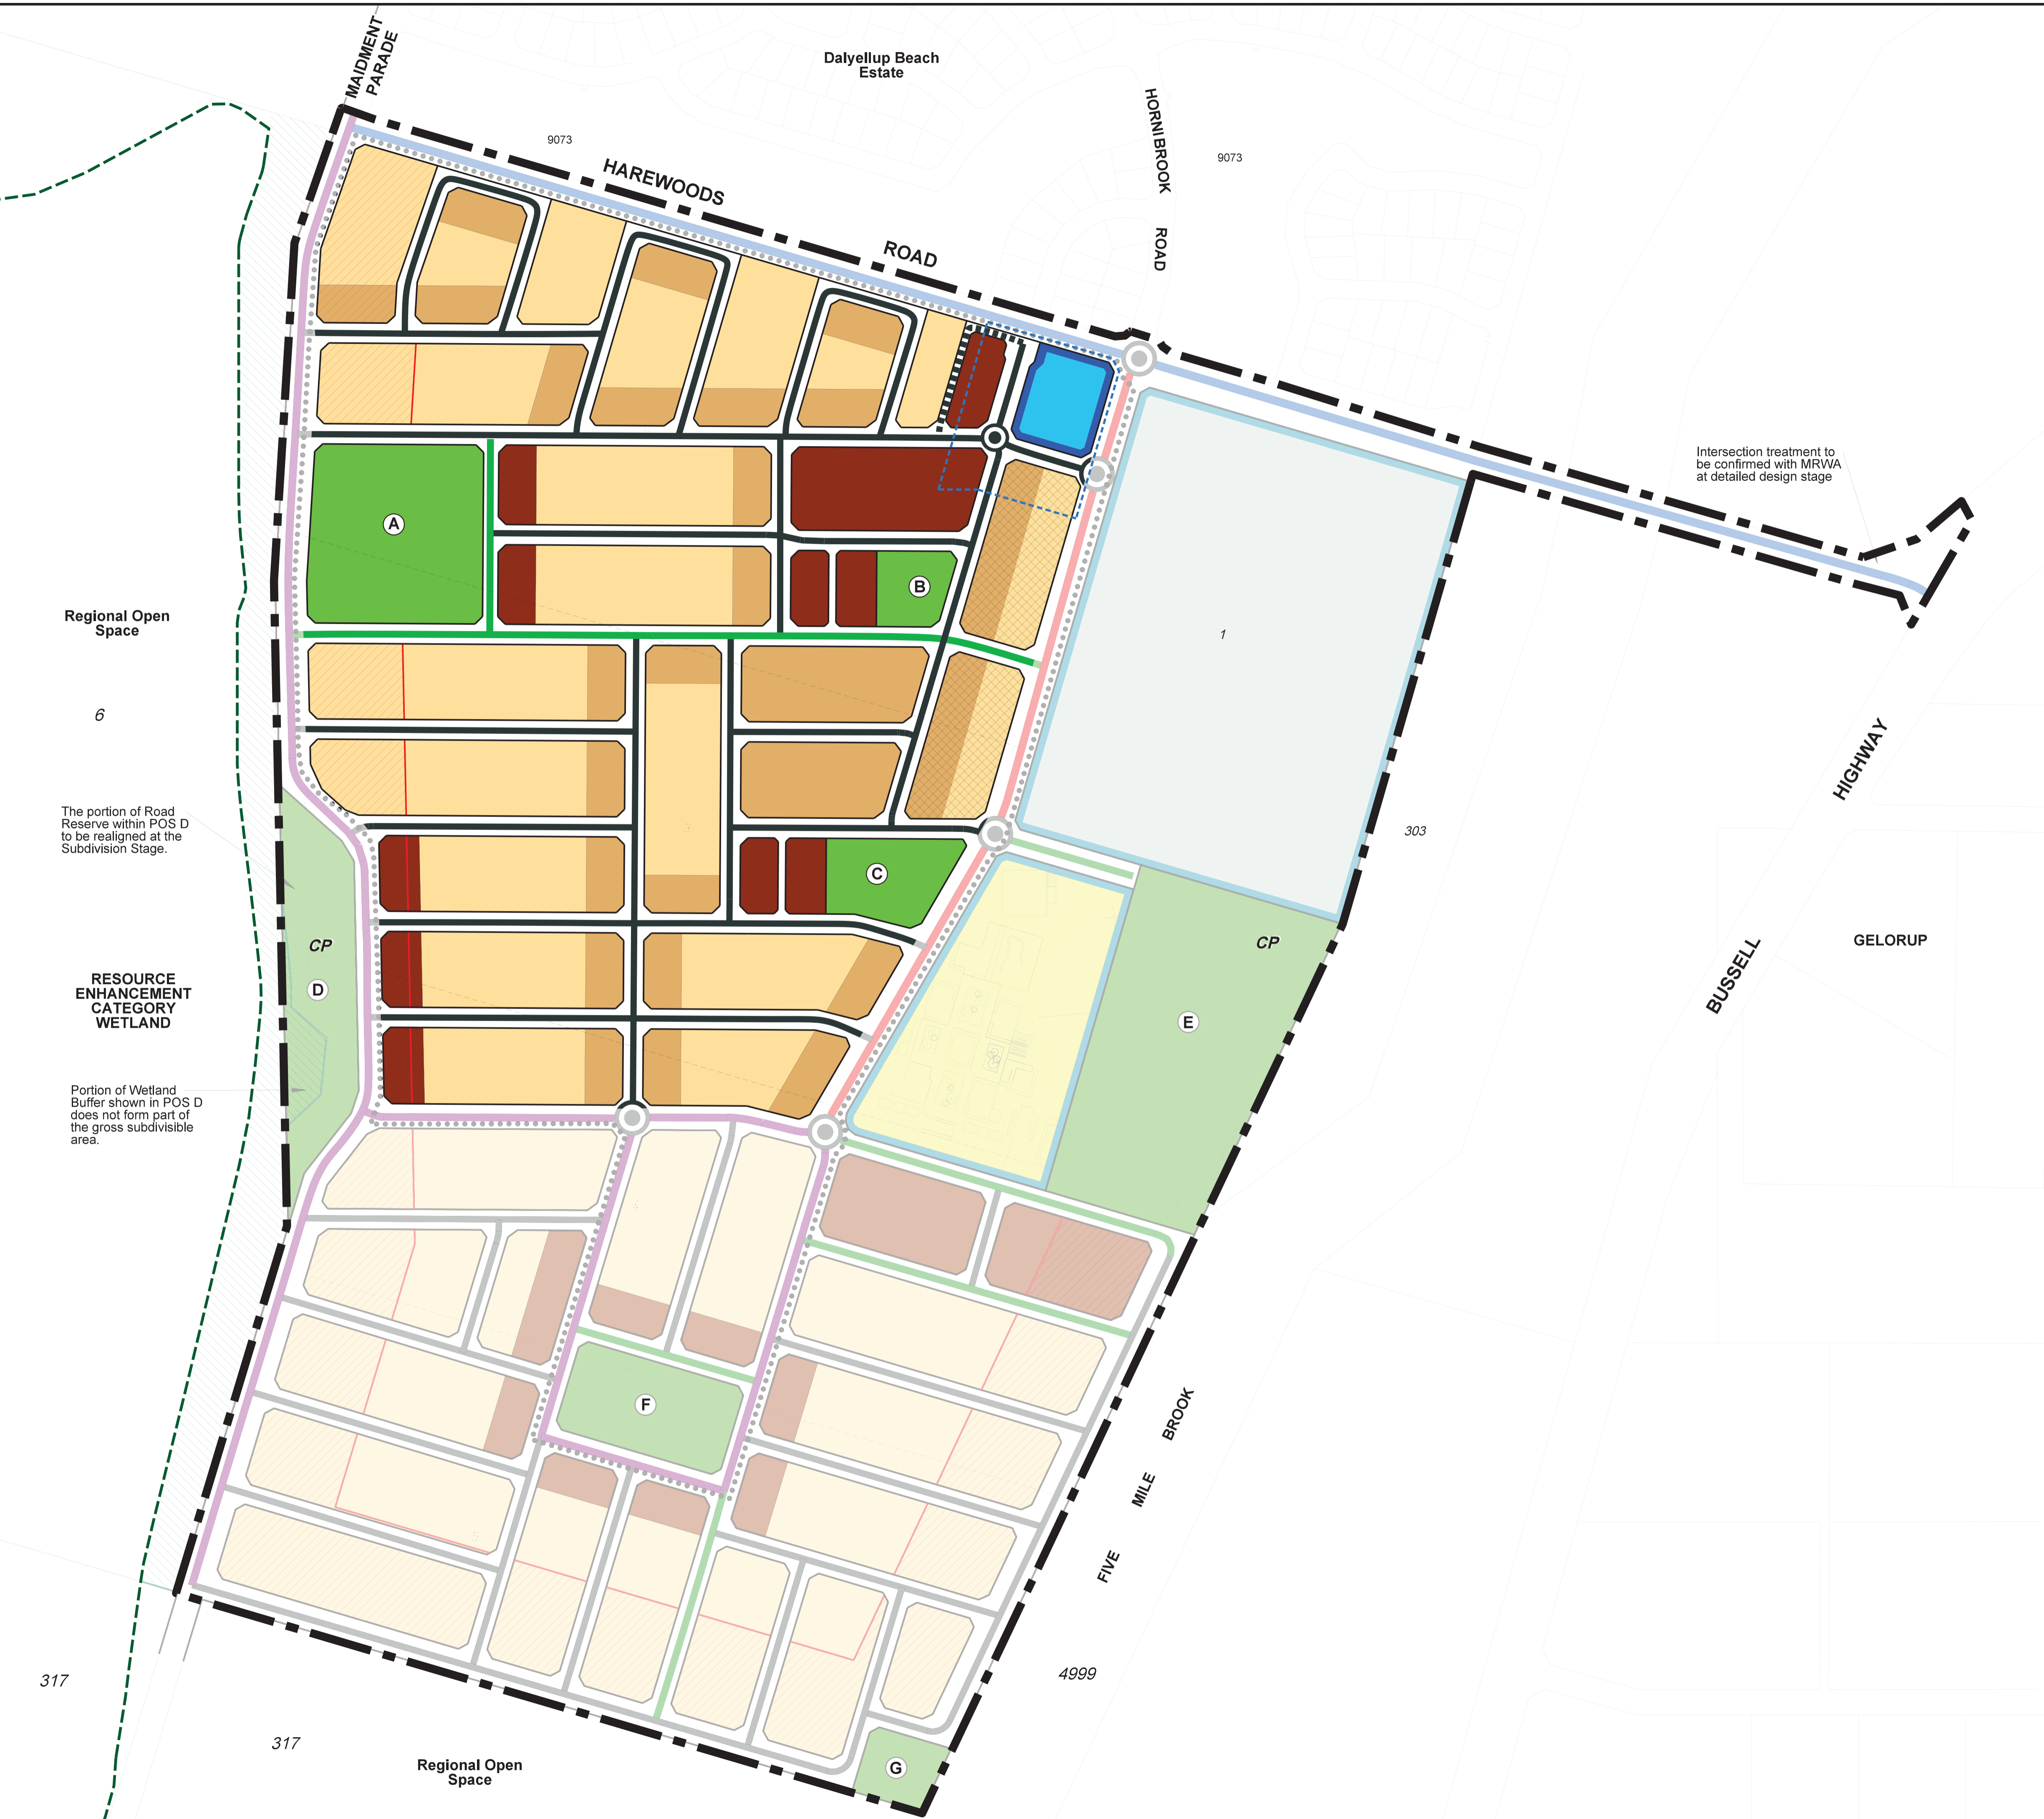 MAIDMENT
PARADE
Dalyellup Beach
Estate
HORNIBROOK
ROAD
9073
9073
HAREWOODS
ROAD
Intersection treatment to
be confirmed with MRWA
at detailed design stage
A
B
Regional Open
Space
1
6
HIGHWAY
The portion of Road
Reserve within POS D
to be realigned at the
Subdivision Stage.
303
C
CP
CP
GELORUP
BUSSELL
RESOURCE
ENHANCEMENT
CATEGORY
WETLAND
D
E
Portion of Wetland
Buffer shown in POS D
does not form part of
the gross subdivisible
area.
F
FIVE MILE BROOK
317
4999
317
Regional Open
Space
G